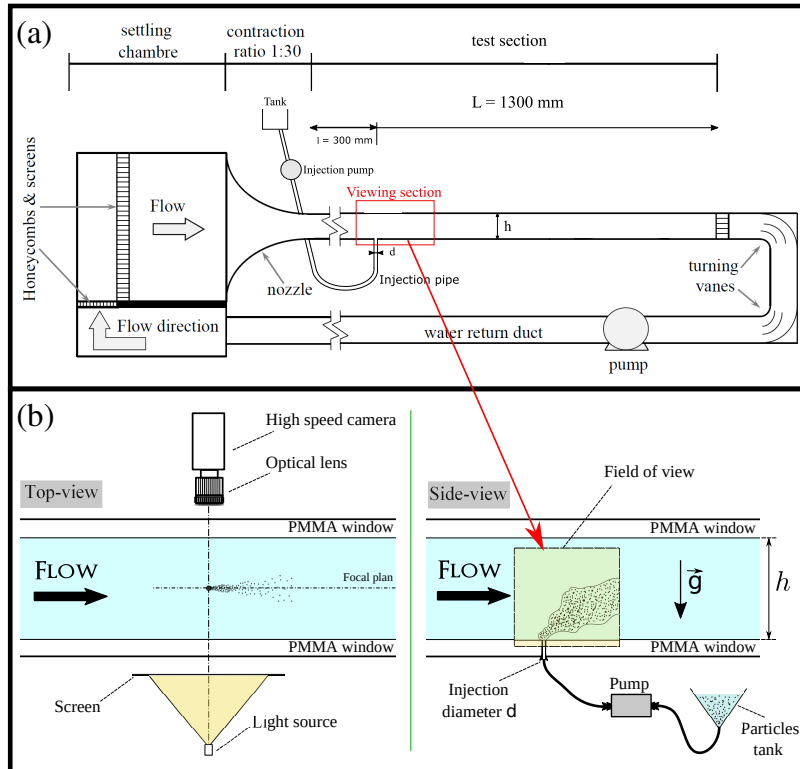 (a)
settling
chambre
contraction
ratio 1:30
test section
L = 1300 mm
Tank
l = 300 mm
Injection pump
Viewing section
Honeycombs & screens
Flow
h
d
nozzle
Injection pipe
turning
vanes
Flow direction
water return duct
pump
(b)
High speed camera
Optical lens
Top-view
PMMA window
FLOW
Focal plan
PMMA window
Screen
Light source
Side-view
Field of view
PMMA window
FLOW
g
h
PMMA window
Injection
diameter d
Pump
Particles
tank